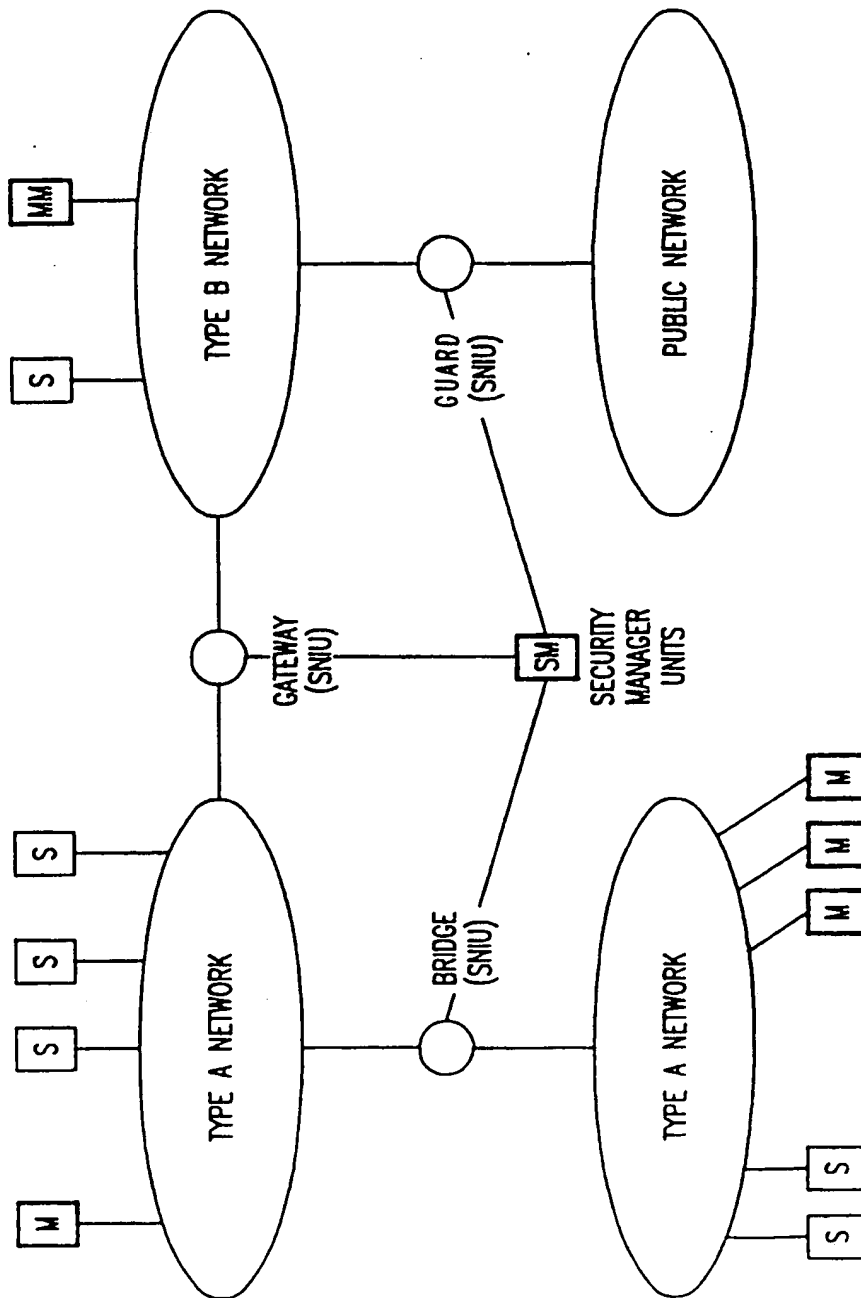 M
S
S
S
S
MM
TYPE A NETWORK
TYPE B NETWORK
GATEWAY
(SNIU)
BRIDGE
(SNIU)
GUARD
(SNIU)
SM
SECURITY
MANAGER
UNITS
TYPE A NETWORK
PUBLIC NETWORK
S
S
M
M
M